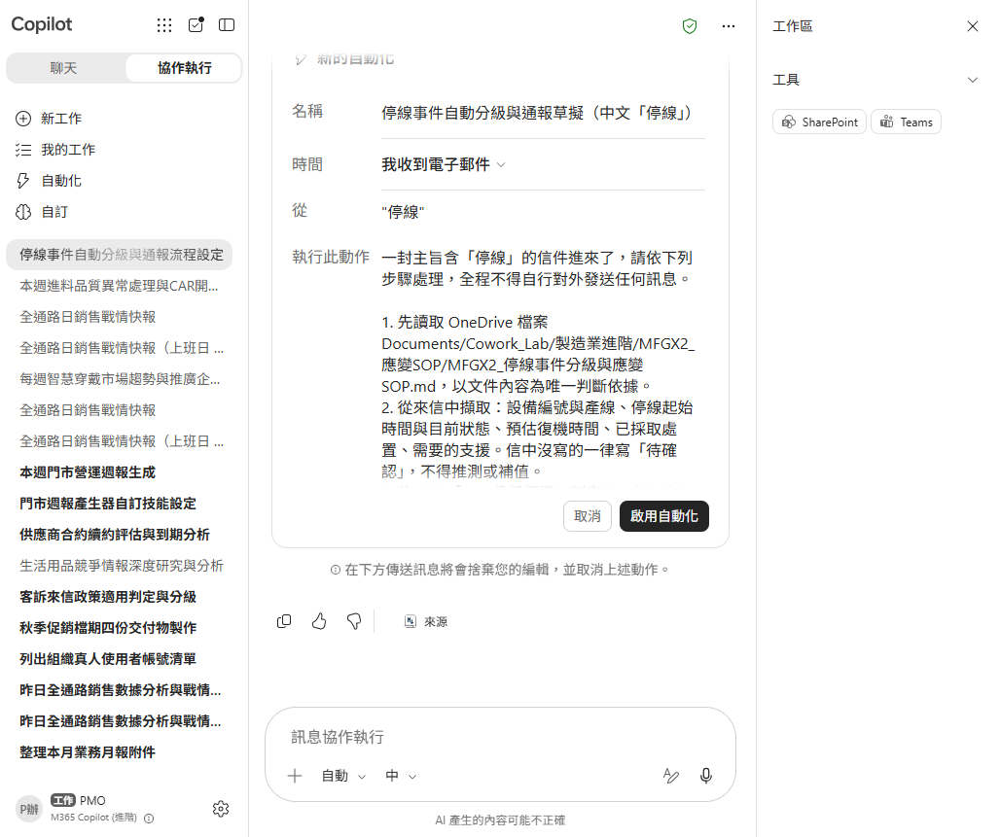 Copilot
聊天
協作執行
新工作
我的工作
自動化
自訂
停線事件自動分級與通報流程設定
本週進料品質異常處理與CAR開...
全通路日銷售戰情快報
全通路日銷售戰情快報（上班日 ...
每週智慧穿戴市場趨勢與推廣企...
全通路日銷售戰情快報
全通路日銷售戰情快報（上班日 ...
本週門市營運週報生成
門市週報產生器自訂技能設定
供應商合約續約評估與到期分析
生活用品競爭情報深度研究與分析
客訴來信政策適用判定與分級
秋季促銷檔期四份交付物製作
列出組織真人使用者帳號清單
昨日全通路銷售數據分析與戰情...
昨日全通路銷售數據分析與戰情...
整理本月業務月報附件
P辦
工作 PMO
M365 Copilot (進階)
新的自動化
名稱
停線事件自動分級與通報草擬（中文「停線」）
時間
我收到電子郵件
從
"停線"
執行此動作
一封主旨含「停線」的信件進來了，請依下列
步驟處理，全程不得自行對外發送任何訊息。
1. 先讀取 OneDrive 檔案
Documents/Cowork_Lab/製造業進階/MFGX2_
應變SOP/MFGX2_停線事件分級與應變
SOP.md，以文件內容為唯一判斷依據。
2. 從來信中擷取：設備編號與產線、停線起始
時間與目前狀態、預估復機時間、已採取處
置、需要的支援。信中沒寫的一律寫「待確
認」，不得推測或補值。
取消
啟用自動化
在下方傳送訊息將會捨棄您的編輯，並取消上述動作。
來源
訊息協作執行
自動
中
AI 產生的內容可能不正確
工作區
工具
SharePoint
Teams